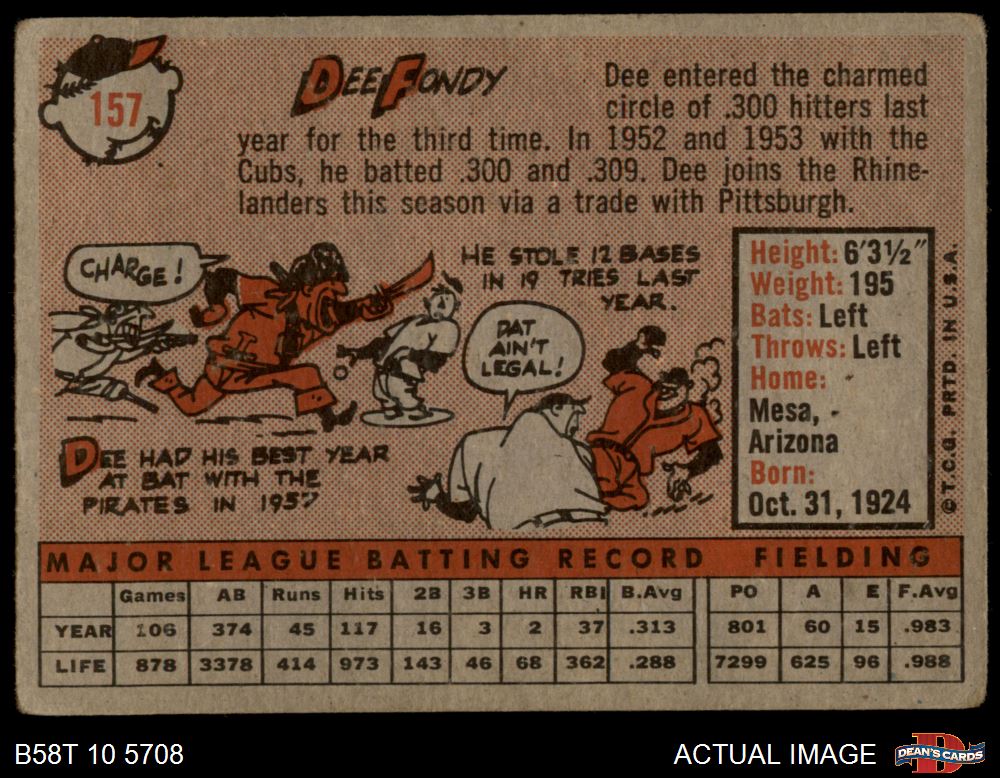 157
DEE FONDY
Dee entered the charmed
circle of .300 hitters last
year for the third time. In 1952 and 1953 with the
Cubs, he batted .300 and .309. Dee joins the Rhine-
landers this season via a trade with Pittsburgh.
CHARGE!
HE STOLE 12 BASES
IN 19 TRIES LAST
YEAR.
DAT
AIN'T
LEGAL!
DEE HAD HIS BEST YEAR
AT BAT WITH THE
PIRATES IN 1957
Height: 6'3½"
Weight: 195
Bats: Left
Throws: Left
Home:
Mesa,
Arizona
Born:
Oct. 31, 1924
© T.C.G. PRTD. IN U.S.A.
MAJOR LEAGUE BATTING RECORD FIELDING
Games AB Runs Hits 2B 3B HR RBI B.Avg PO A E F.Avg
YEAR 106 374 45 117 16 3 2 37 .313 801 60 15 .983
LIFE 878 3378 414 973 143 46 68 362 .288 7299 625 96 .988
B58T 10 5708
ACTUAL IMAGE
DEAN'S CARDS